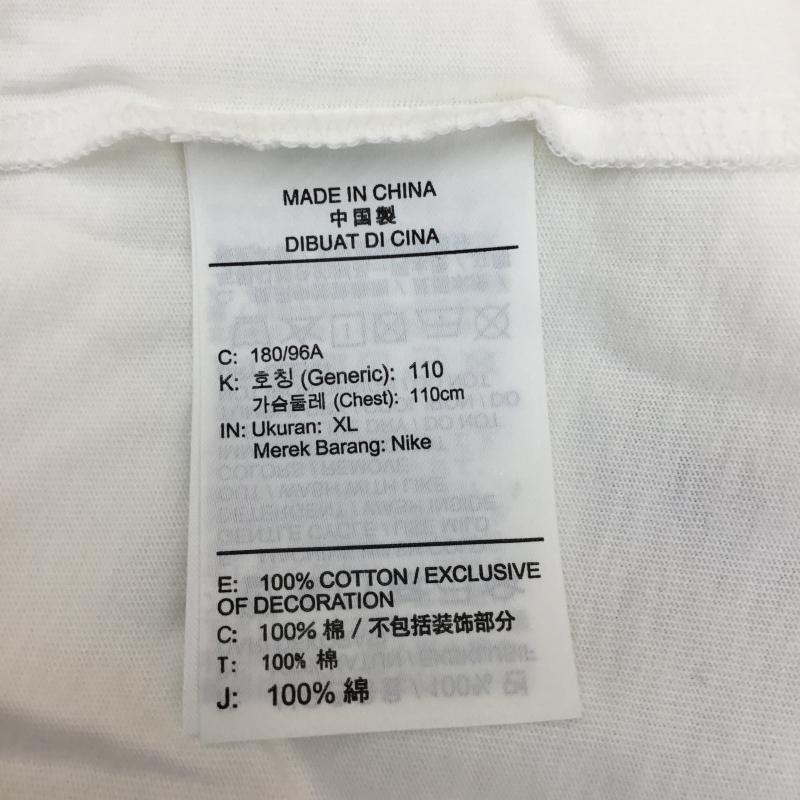 MADE IN CHINA
中国製
DIBUAT DI CINA
C: 180/96A
K: 호칭 (Generic): 110
가슴둘레 (Chest): 110cm
IN: Ukuran: XL
Merek Barang: Nike
E: 100% COTTON / EXCLUSIVE
OF DECORATION
C: 100% 棉 / 不包括装饰部分
T: 100% 棉
J: 100% 綿